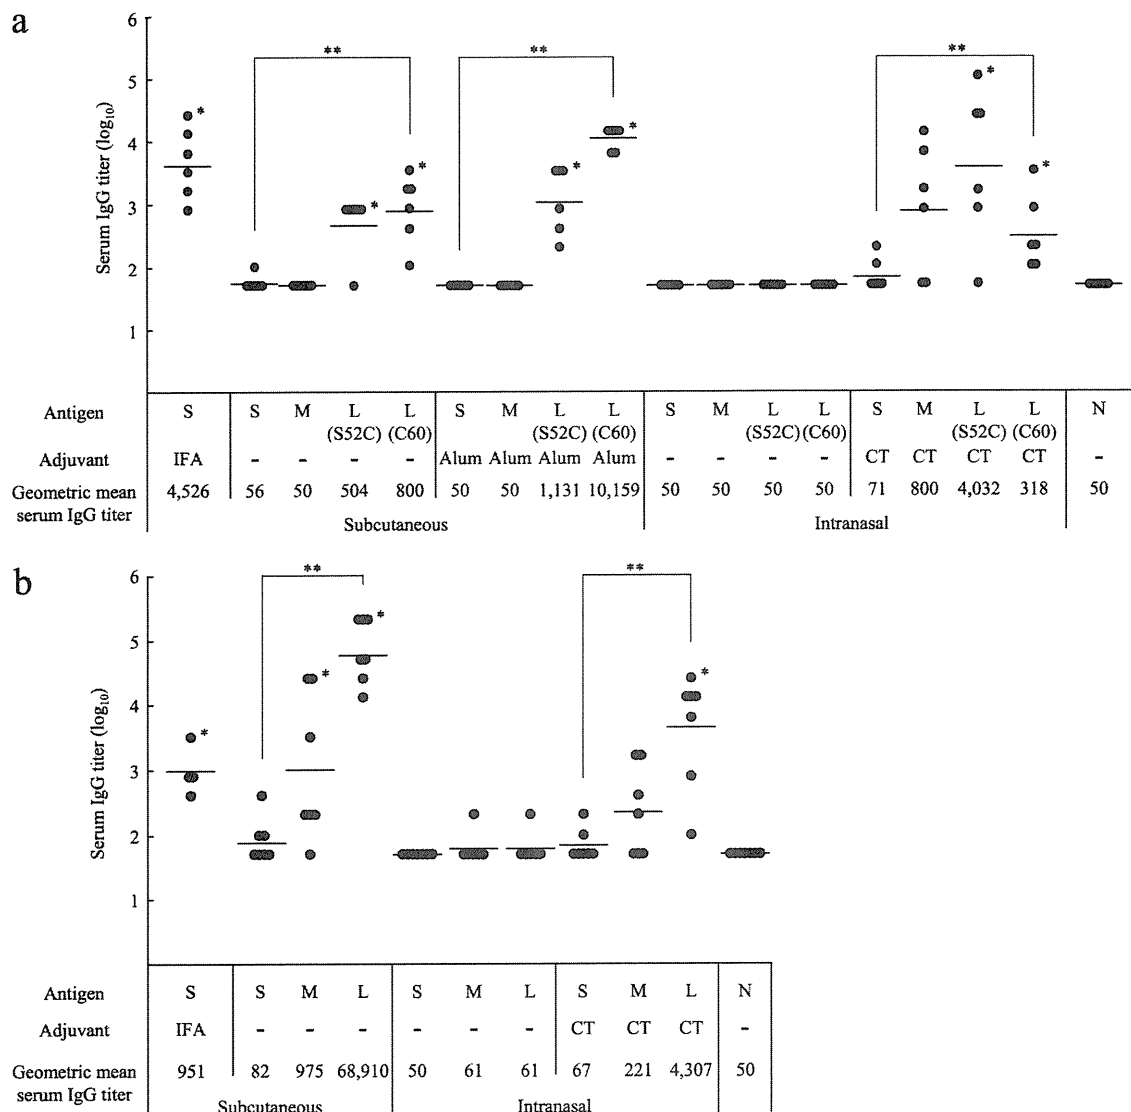 a
6
**
**
**
5
*
*
4
*
*
*
*
3
*
2
1
Serum IgG titer (log10)
Antigen S S M L L S M L L S M L L S M L L N
(S52C) (C60) (S52C) (C60) (S52C) (C60) (S52C) (C60)
Adjuvant IFA - - - - Alum Alum Alum Alum - - - - CT CT CT CT -
Geometric mean serum IgG titer 4,526 56 50 504 800 50 50 1,131 10,159 50 50 50 50 71 800 4,032 318 50
Subcutaneous Intranasal
b
6
**
**
*
5
*
*
4
*
3
2
1
Serum IgG titer (log10)
Antigen S S M L S M L S M L N
Adjuvant IFA - - - - - - CT CT CT -
Geometric mean serum IgG titer 951 82 975 68,910 50 61 61 67 221 4,307 50
Subcutaneous Intranasal